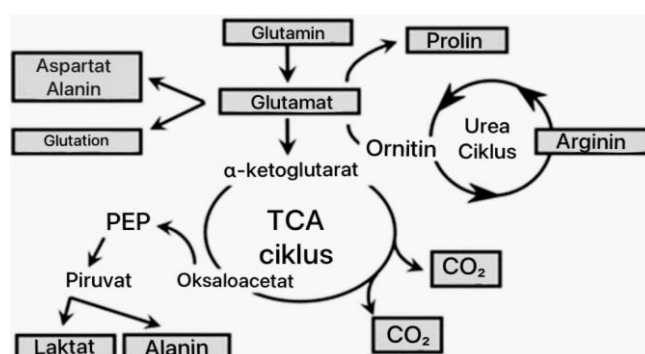 Glutamin
Prolin
Aspartat
Alanin
Glutamat
Glutation
Urea
Ciklus
Arginin
Ornitin
α-ketoglutarat
TCA
ciklus
PEP
Piruvat
Oksaloacetat
CO₂
CO₂
Laktat
Alanin